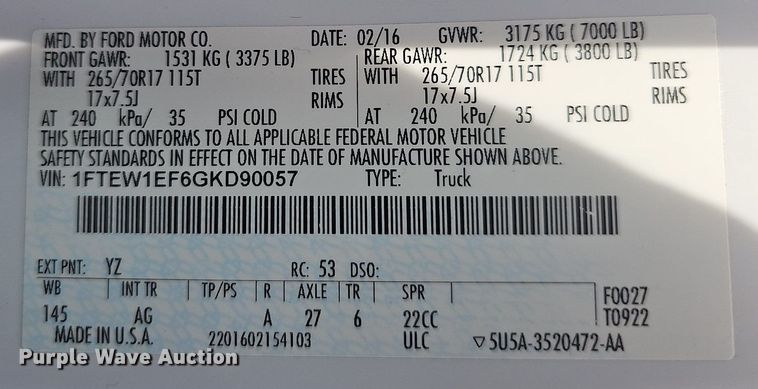 MFD. BY FORD MOTOR CO. DATE: 02/16 GVWR: 3175 KG ( 7000 LB)
FRONT GAWR: 1531 KG ( 3375 LB) REAR GAWR: 1724 KG ( 3800 LB)
WITH 265/70R17 115T TIRES WITH 265/70R17 115T TIRES
17x7.5J RIMS 17x7.5J RIMS
AT 240 kPa/ 35 PSI COLD AT 240 kPa/ 35 PSI COLD
THIS VEHICLE CONFORMS TO ALL APPLICABLE FEDERAL MOTOR VEHICLE
SAFETY STANDARDS IN EFFECT ON THE DATE OF MANUFACTURE SHOWN ABOVE.
VIN: 1FTEW1EF6GKD90057 TYPE: Truck
EXT PNT: YZ RC: 53 DSO:
WB INT TR TP/PS R AXLE TR SPR F0027
145 AG A 27 6 22CC T0922
MADE IN U.S.A. 2201602154103 ULC ▽5U5A-3520472-AA
Purple Wave Auction